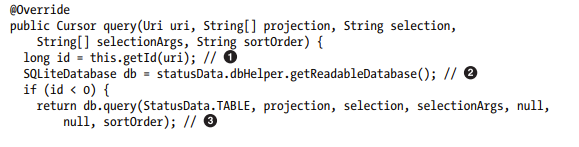 @Override
public Cursor query(Uri uri, String[] projection, String selection,
String[] selectionArgs, String sortOrder) {
long id = this.getId(uri); // ❶
SQLiteDatabase db = statusData.dbHelper.getReadableDatabase(); // ❷
if (id < 0) {
return db.query(StatusData.TABLE, projection, selection, selectionArgs, null,
null, sortOrder); // ❸